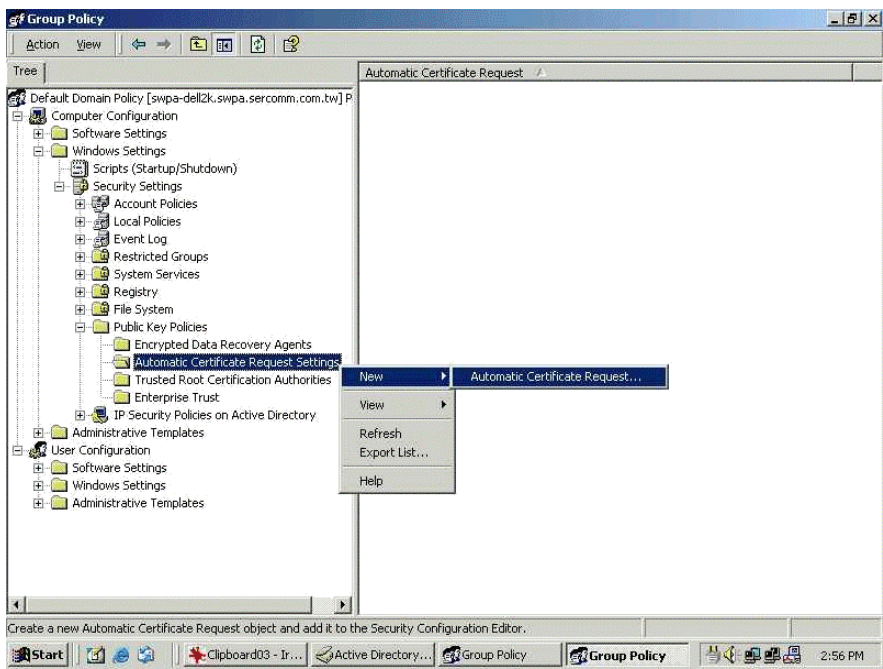 Group Policy
Action View
Tree
Automatic Certificate Request
Default Domain Policy [swpa-dell2k.swpa.sercomm.com.tw] P
Computer Configuration
Software Settings
Windows Settings
Scripts (Startup/Shutdown)
Security Settings
Account Policies
Local Policies
Event Log
Restricted Groups
System Services
Registry
File System
Public Key Policies
Encrypted Data Recovery Agents
Automatic Certificate Request Settings
Trusted Root Certification Authorities
Enterprise Trust
IP Security Policies on Active Directory
Administrative Templates
User Configuration
Software Settings
Windows Settings
Administrative Templates
New
Automatic Certificate Request...
View
Refresh
Export List...
Help
Create a new Automatic Certificate Request object and add it to the Security Configuration Editor.
Start
Clipboard03 - Ir...
Active Directory...
Group Policy
Group Policy
2:56 PM